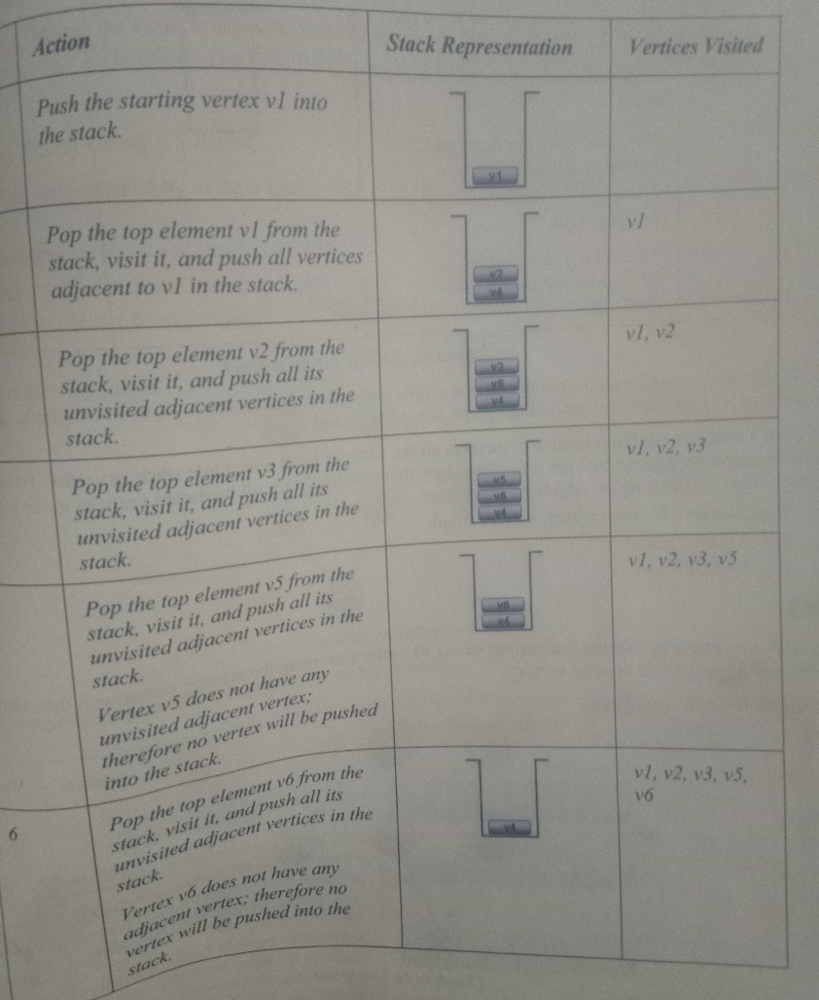 Action
Stack Representation
Vertices Visited
Push the starting vertex v1 into
the stack.
v1
Pop the top element v1 from the
stack, visit it, and push all vertices
adjacent to v1 in the stack.
v2
v4
v1
Pop the top element v2 from the
stack, visit it, and push all its
unvisited adjacent vertices in the
stack.
v3
v6
v4
v1, v2
Pop the top element v3 from the
stack, visit it, and push all its
unvisited adjacent vertices in the
stack.
v5
v6
v4
v1, v2, v3
Pop the top element v5 from the
stack, visit it, and push all its
unvisited adjacent vertices in the
stack.
Vertex v5 does not have any
unvisited adjacent vertex;
therefore no vertex will be pushed
into the stack.
v6
v4
v1, v2, v3, v5
6
Pop the top element v6 from the
stack, visit it, and push all its
unvisited adjacent vertices in the
stack.
Vertex v6 does not have any
adjacent vertex; therefore no
vertex will be pushed into the
stack.
v4
v1, v2, v3, v5,
v6